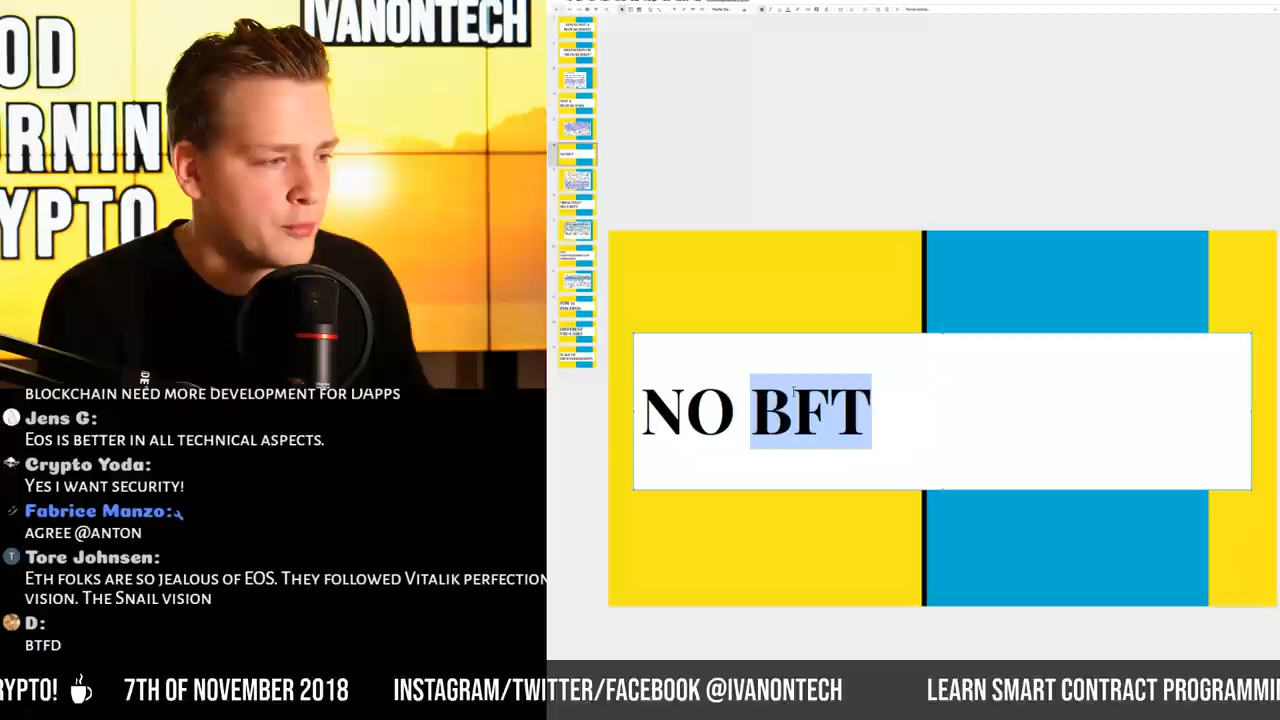 IVANONTECH
OD
RNIN
RYPTO
YPTO
BLOCKCHAIN NEED MORE DEVELOPMENT FOR DAPPS
Jens G:
EOS IS BETTER IN ALL TECHNICAL ASPECTS.
Crypto Yoda:
YES I WANT SECURITY!
Fabrice Manzo:
AGREE @ANTON
Tore Johnsen:
ETH FOLKS ARE SO JEALOUS OF EOS. THEY FOLLOWED VITALIK PERFECTION
VISION. THE SNAIL VISION
D:
BTFD
NO BFT
RYPTO! 7TH OF NOVEMBER 2018 INSTAGRAM/TWITTER/FACEBOOK @IVANONTECH LEARN SMART CONTRACT PROGRAMMI